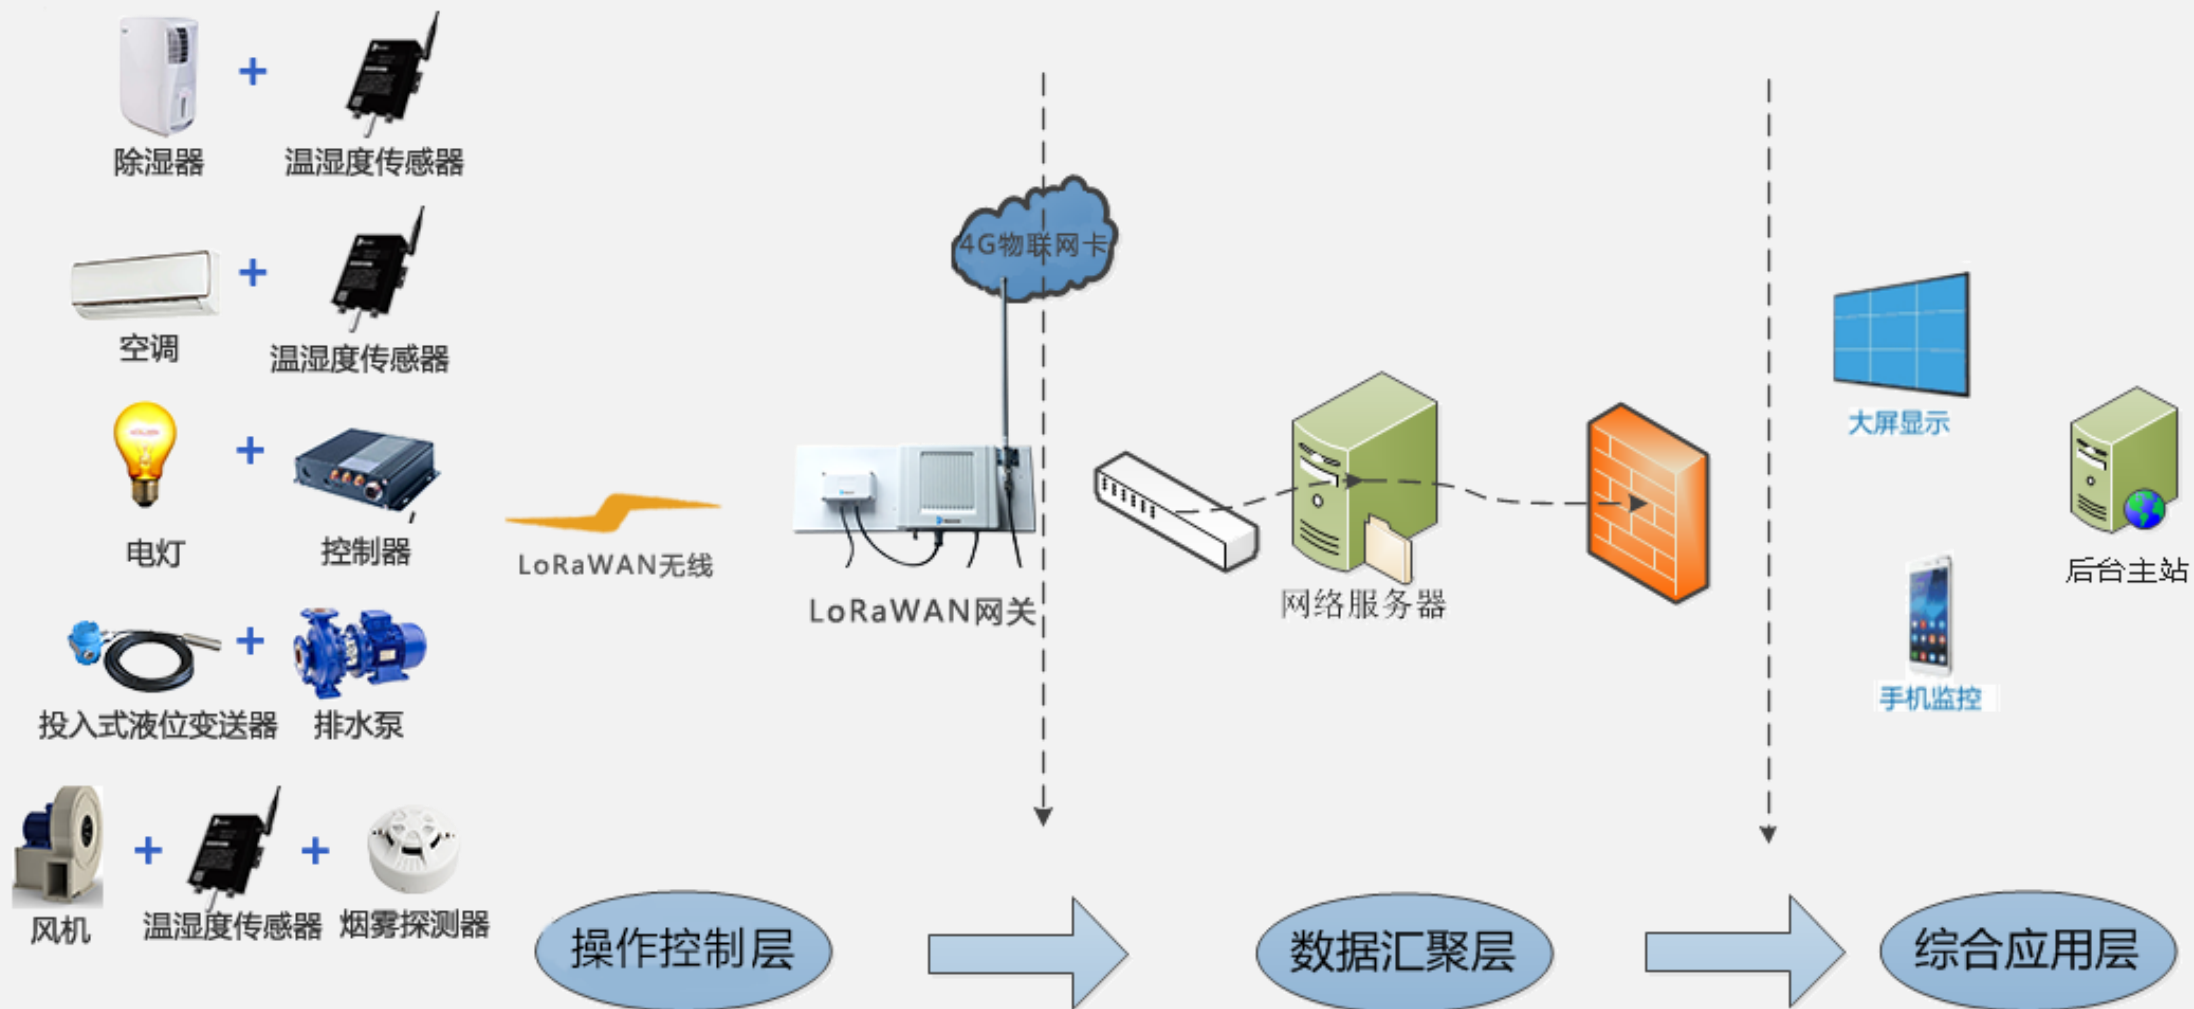 除湿器
温湿度传感器
空调
温湿度传感器
电灯
控制器
投入式液位变送器
排水泵
风机
温湿度传感器
烟雾探测器
LoRaWAN无线
4G物联网卡
LoRaWAN网关
网络服务器
大屏显示
后台主站
手机监控
操作控制层
数据汇聚层
综合应用层